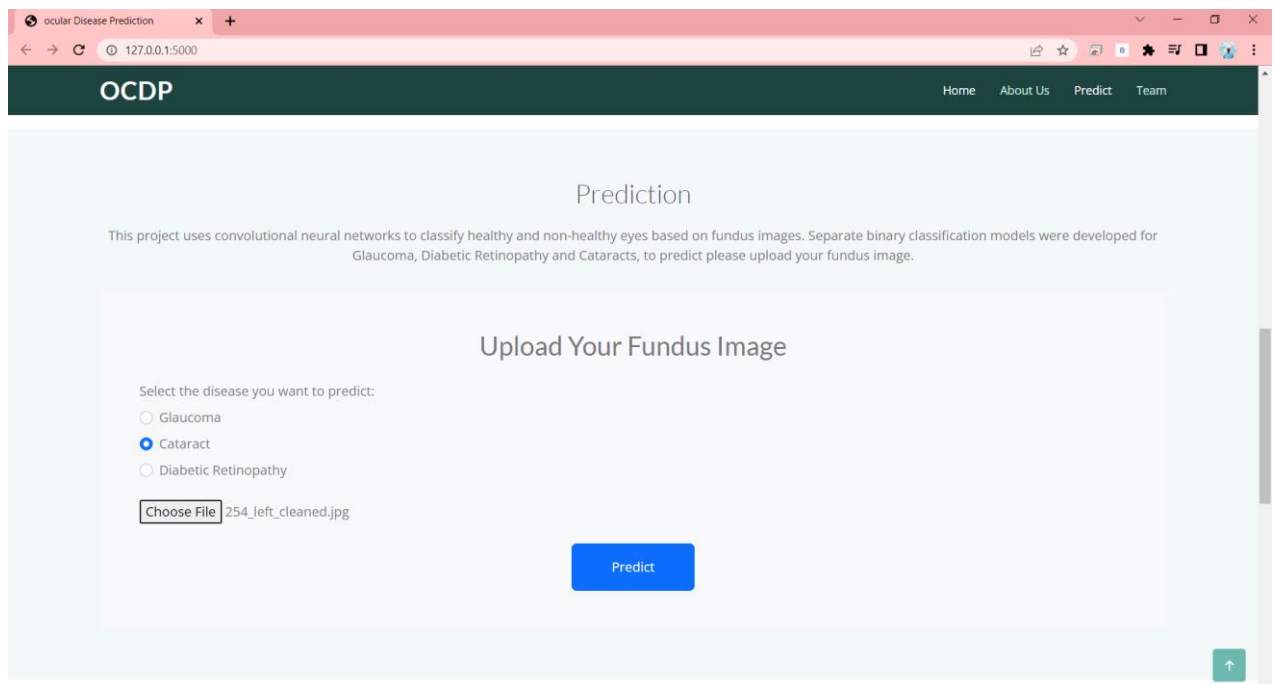 ocular Disease Prediction
127.0.0.1:5000
OCDP
Home About Us Predict Team
Prediction
This project uses convolutional neural networks to classify healthy and non-healthy eyes based on fundus images. Separate binary classification models were developed for
Glaucoma, Diabetic Retinopathy and Cataracts, to predict please upload your fundus image.
Upload Your Fundus Image
Select the disease you want to predict:
Glaucoma
Cataract
Diabetic Retinopathy
Choose File 254_left_cleaned.jpg
Predict